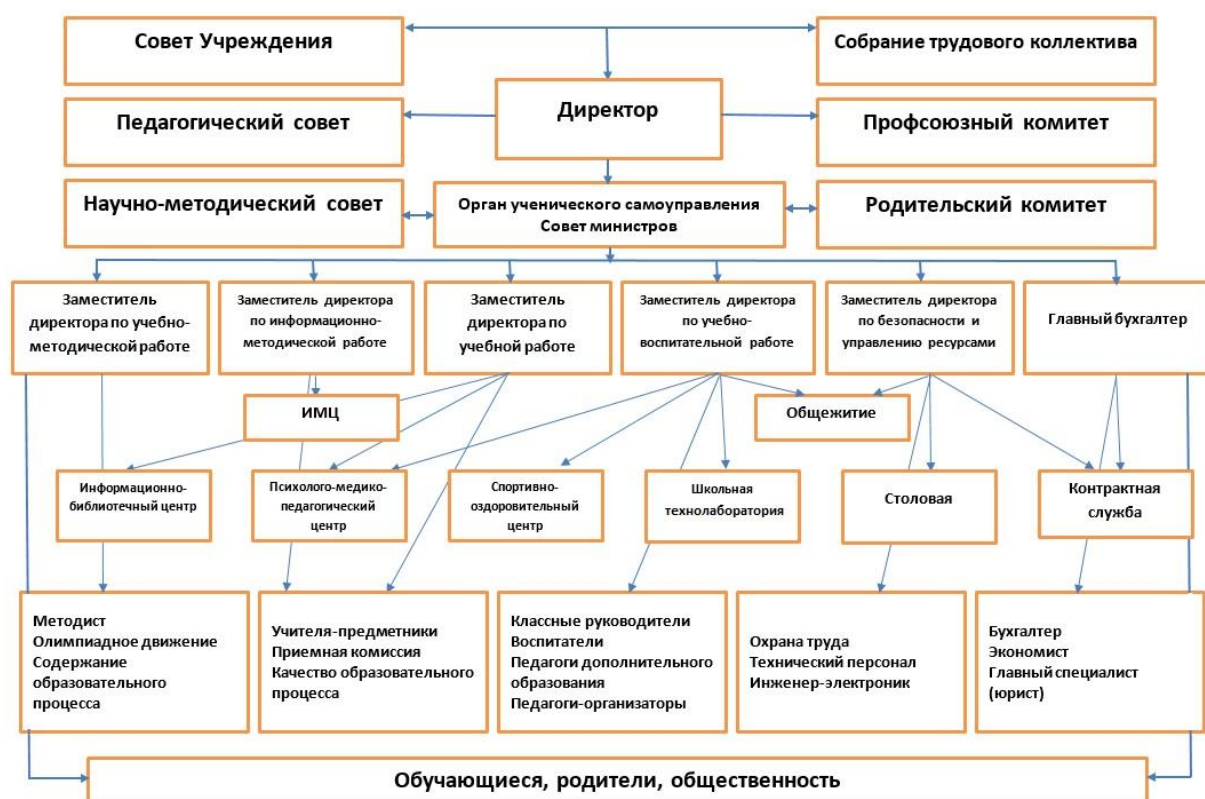 Совет Учреждения
Собрание трудового коллектива
Директор
Педагогический совет
Профсоюзный комитет
Научно-методический совет
Орган ученического самоуправления
Совет министров
Родительский комитет
Заместитель
директора по учебно-
методической работе
Заместитель директора
по информационно-
методической работе
Заместитель
директора по
учебной работе
Заместитель директора
по учебно-
воспитательной работе
Заместитель директора
по безопасности и
управлению ресурсами
Главный бухгалтер
ИМЦ
Общежитие
Информационно-
библиотечный центр
Психолого-медико-
педагогический
центр
Спортивно-
оздоровительный
центр
Школьная
технолаборатория
Столовая
Контрактная
служба
Методист
Олимпиадное движение
Содержание
образовательного
процесса
Учителя-предметники
Приемная комиссия
Качество образовательного
процесса
Классные руководители
Воспитатели
Педагоги дополнительного
образования
Педагоги-организаторы
Охрана труда
Технический персонал
Инженер-электроник
Бухгалтер
Экономист
Главный специалист
(юрист)
Обучающиеся, родители, общественность